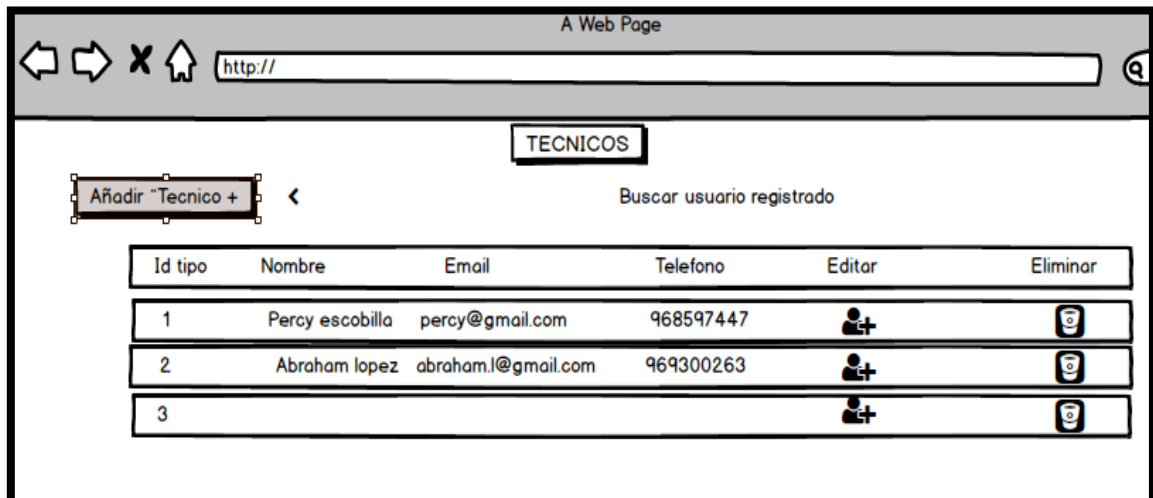 A Web Page
http://
TECNICOS
Añadir "Tecnico +
Buscar usuario registrado
Id tipo Nombre Email Telefono Editar Eliminar
1 Percy escobilla percy@gmail.com 968597447
2 Abraham lopez abraham.l@gmail.com 969300263
3